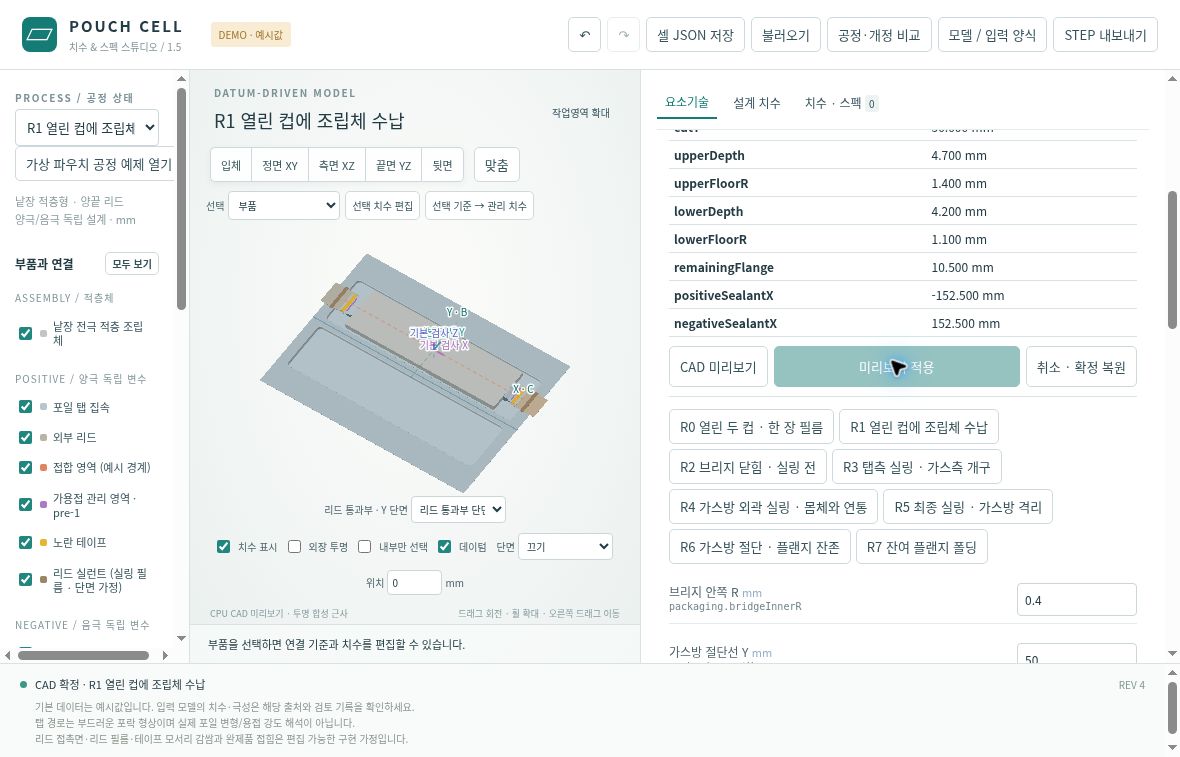 POUCH CELL
치수 & 스펙 스튜디오 / 1.5
DEMO · 예시값
↶
↷
셀 JSON 저장
불러오기
공정·개정 비교
모델 / 입력 양식
STEP 내보내기
PROCESS / 공정 상태
R1 열린 컵에 조립체
가상 파우치 공정 예제 열기
낱장 적층형 · 양끝 리드
양극/음극 독립 설계 · mm
부품과 연결
모두 보기
ASSEMBLY / 적층체
낱장 전극 적층 조립
체
POSITIVE / 양극 독립 변수
포일 탭 집속
외부 리드
접합 영역 (예시 경계)
가용접 관리 영역 ·
pre-1
노란 테이프
리드 실런트 (실링 필
름 · 단면 가정)
NEGATIVE / 음극 독립 변수
DATUM-DRIVEN MODEL
R1 열린 컵에 조립체 수납
작업영역 확대
입체
정면 XY
측면 XZ
끝면 YZ
뒷면
맞춤
선택
부품
선택 치수 편집
선택 기준 → 관리 치수
Y · B
X · C
리드 통과부 · Y 단면
리드 통과부 단면
치수 표시
외장 투명
내부만 선택
데이텀
단면
끄기
위치
0
mm
CPU CAD 미리보기 · 투명 합성 근사
드래그 회전 · 휠 확대 · 오른쪽 드래그 이동
부품을 선택하면 연결 기준과 치수를 편집할 수 있습니다.
요소기술
설계 치수
치수 · 스펙 0
upperDepth 4.700 mm
upperFloorR 1.400 mm
lowerDepth 4.200 mm
lowerFloorR 1.100 mm
remainingFlange 10.500 mm
positiveSealantX -152.500 mm
negativeSealantX 152.500 mm
CAD 미리보기
미리보기 적용
취소 · 확정 복원
R0 열린 두 컵 · 한 장 필름
R1 열린 컵에 조립체 수납
R2 브리지 닫힘 · 실링 전
R3 탭측 실링 · 가스측 개구
R4 가스방 외곽 실링 · 몸체와 연통
R5 최종 실링 · 가스방 격리
R6 가스방 절단 · 플랜지 잔존
R7 잔여 플랜지 폴딩
브리지 안쪽 R mm
packaging.bridgeInnerR
0.4
가스방 절단선 Y mm
50
CAD 확정 · R1 열린 컵에 조립체 수납
REV 4
기본 데이터는 예시값입니다. 입력 모델의 치수·극성은 해당 출처와 검토 기록을 확인하세요.
탭 경로는 부드러운 포락 형상이며 실제 포일 변형/용접 강도 해석이 아닙니다.
리드 접촉면·리드 필름·테이프 모서리 감쌈과 완제품 접힘은 편집 가능한 구현 가정입니다.